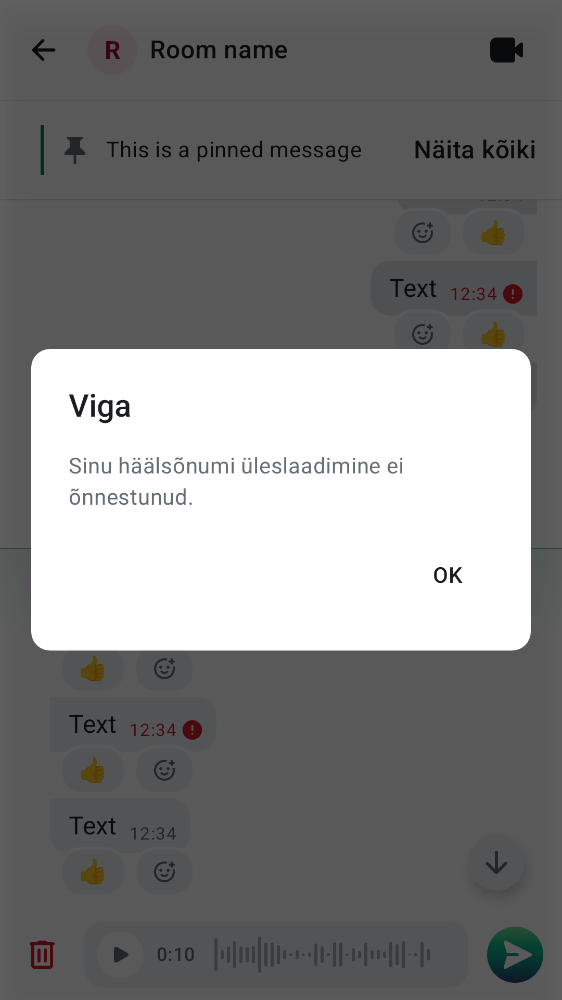 R Room name
This is a pinned message Näita kõiki
👍
Text 12:34
👍
Viga
Sinu häälsõnumi üleslaadimine ei
õnnestunud.
OK
👍
Text 12:34
👍
Text 12:34
👍
0:10